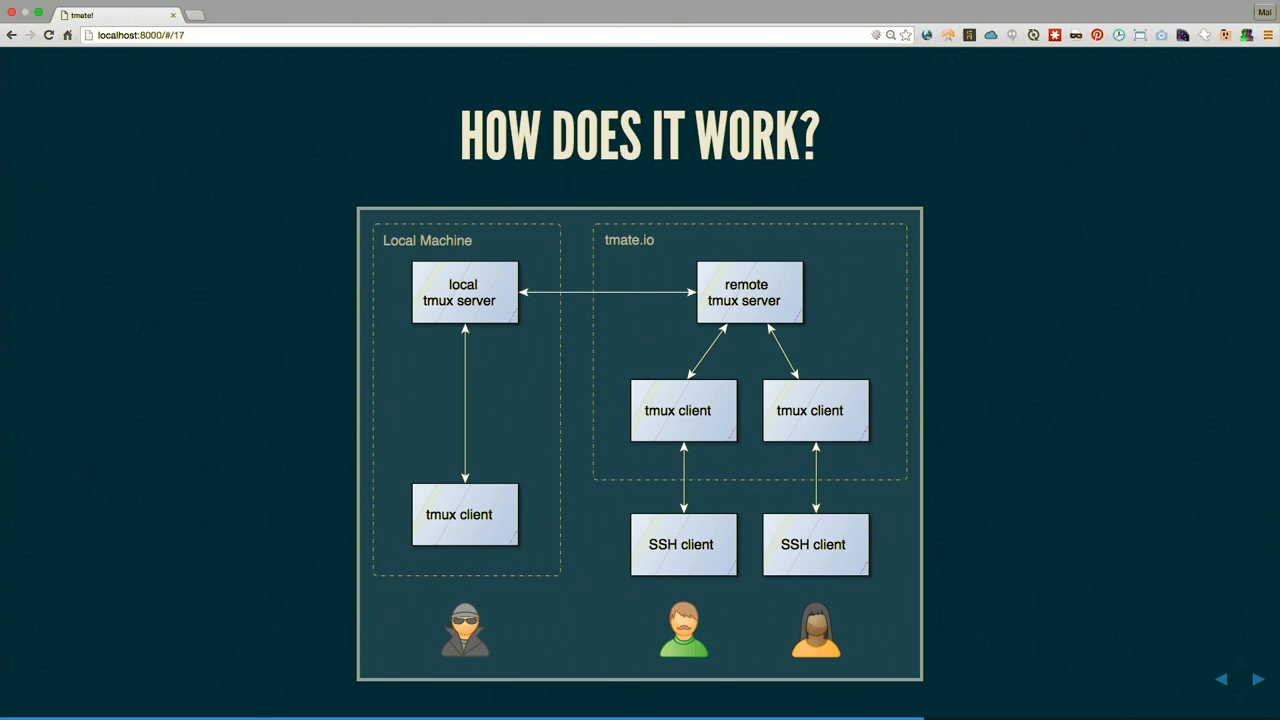 tmate!
Mal
localhost:8000/#/17
HOW DOES IT WORK?
Local Machine
tmate.io
local
tmux server
remote
tmux server
tmux client
tmux client
tmux client
SSH client
SSH client